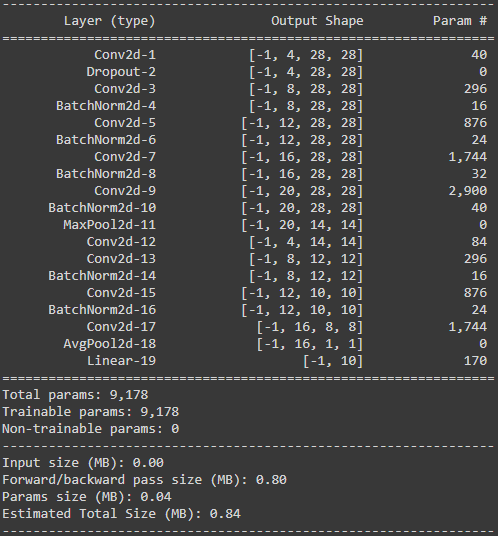 ----------------------------------------------------------------
Layer (type) Output Shape Param #
================================================================
Conv2d-1 [-1, 4, 28, 28] 40
Dropout-2 [-1, 4, 28, 28] 0
Conv2d-3 [-1, 8, 28, 28] 296
BatchNorm2d-4 [-1, 8, 28, 28] 16
Conv2d-5 [-1, 12, 28, 28] 876
BatchNorm2d-6 [-1, 12, 28, 28] 24
Conv2d-7 [-1, 16, 28, 28] 1,744
BatchNorm2d-8 [-1, 16, 28, 28] 32
Conv2d-9 [-1, 20, 28, 28] 2,900
BatchNorm2d-10 [-1, 20, 28, 28] 40
MaxPool2d-11 [-1, 20, 14, 14] 0
Conv2d-12 [-1, 4, 14, 14] 84
Conv2d-13 [-1, 8, 12, 12] 296
BatchNorm2d-14 [-1, 8, 12, 12] 16
Conv2d-15 [-1, 12, 10, 10] 876
BatchNorm2d-16 [-1, 12, 10, 10] 24
Conv2d-17 [-1, 16, 8, 8] 1,744
AvgPool2d-18 [-1, 16, 1, 1] 0
Linear-19 [-1, 10] 170
================================================================
Total params: 9,178
Trainable params: 9,178
Non-trainable params: 0
----------------------------------------------------------------
Input size (MB): 0.00
Forward/backward pass size (MB): 0.80
Params size (MB): 0.04
Estimated Total Size (MB): 0.84
----------------------------------------------------------------